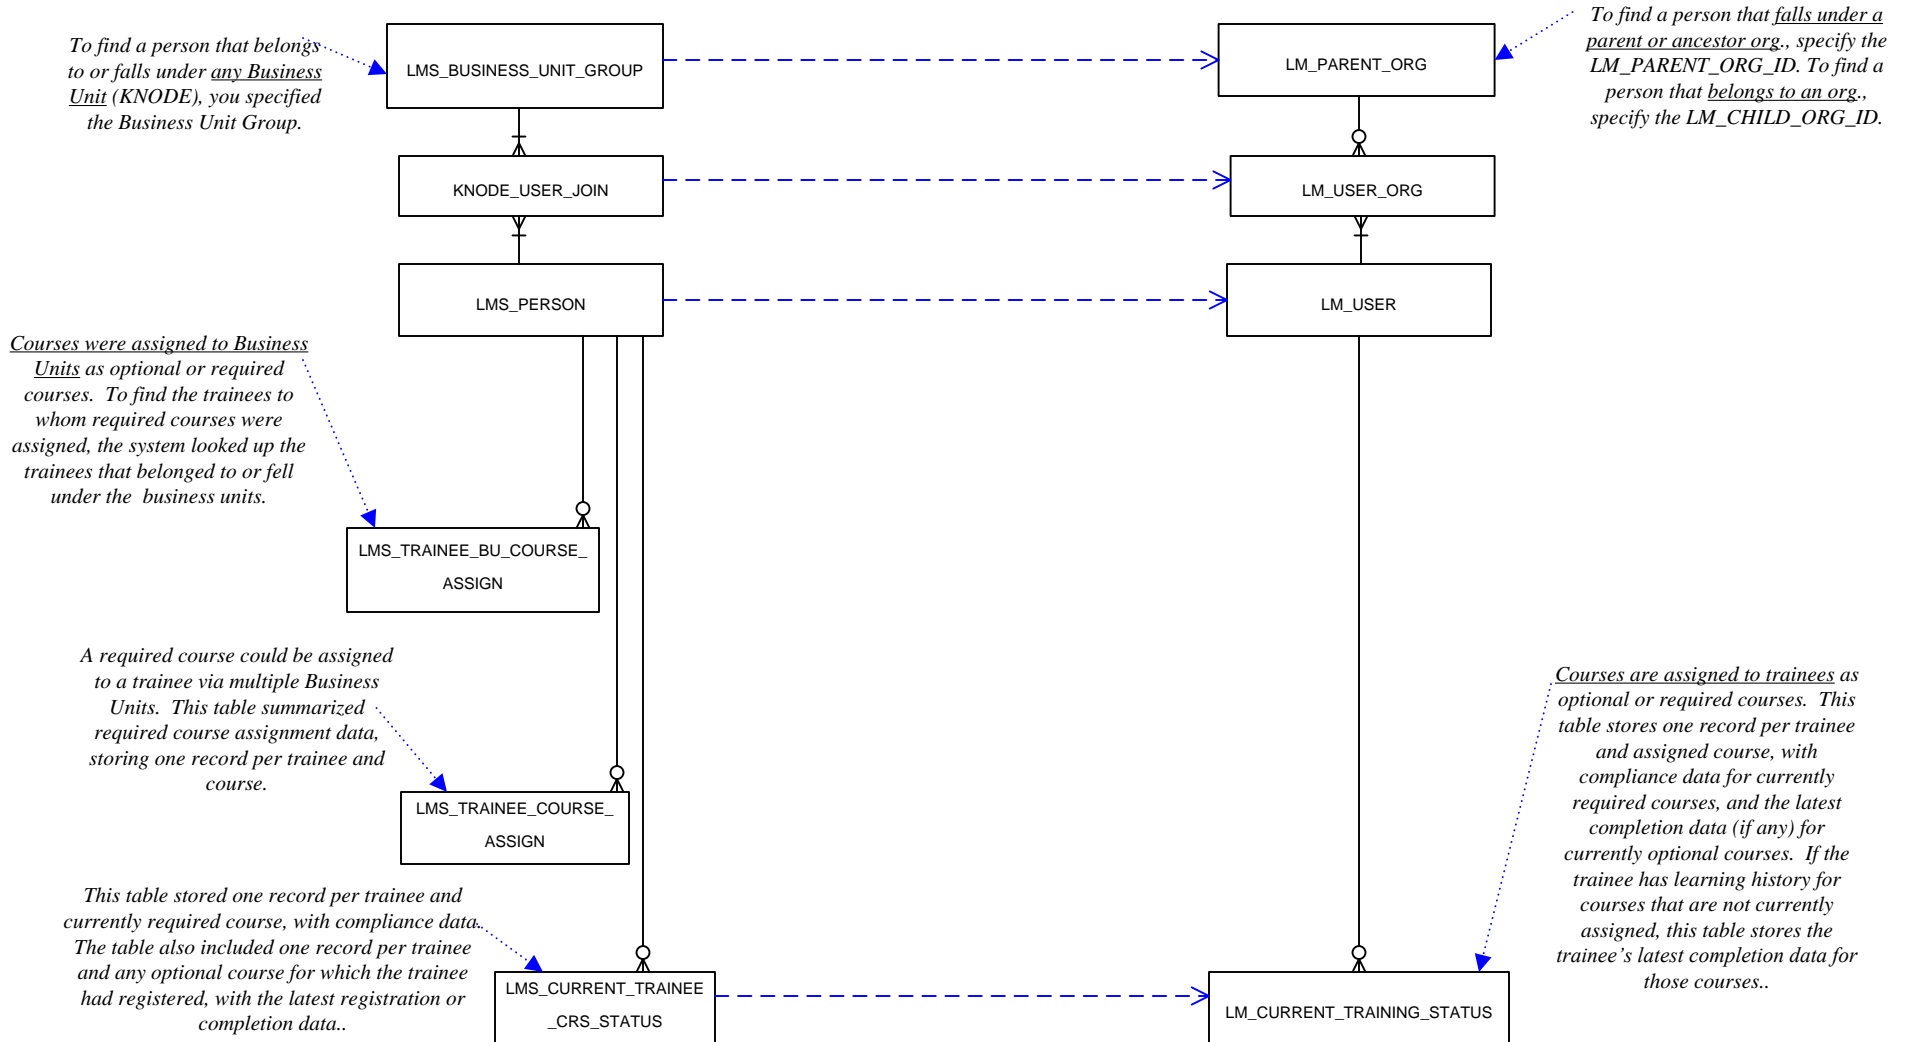 To find a person that belongs
to or falls under any Business
Unit (KNODE), you specified
the Business Unit Group.
LMS_BUSINESS_UNIT_GROUP
LM_PARENT_ORG
To find a person that falls under a
parent or ancestor org., specify the
LM_PARENT_ORG_ID. To find a
person that belongs to an org.,
specify the LM_CHILD_ORG_ID.
KNODE_USER_JOIN
LM_USER_ORG
LMS_PERSON
LM_USER
Courses were assigned to Business
Units as optional or required
courses.  To find the trainees to
whom required courses were
assigned, the system looked up the
trainees that belonged to or fell
under the  business units.
LMS_TRAINEE_BU_COURSE_
ASSIGN
A required course could be assigned
to a trainee via multiple Business
Units.  This table summarized
required course assignment data,
storing one record per trainee and
course.
LMS_TRAINEE_COURSE_
ASSIGN
Courses are assigned to trainees as
optional or required courses.  This
table stores one record per trainee
and assigned course, with
compliance data for currently
required courses, and the latest
completion data (if any) for
currently optional courses.  If the
trainee has learning history for
courses that are not currently
assigned, this table stores the
trainee’s latest completion data for
those courses..
This table stored one record per trainee and
currently required course, with compliance data.
The table also included one record per trainee
and any optional course for which the trainee
had registered, with the latest registration or
completion data..
LMS_CURRENT_TRAINEE
_CRS_STATUS
LM_CURRENT_TRAINING_STATUS